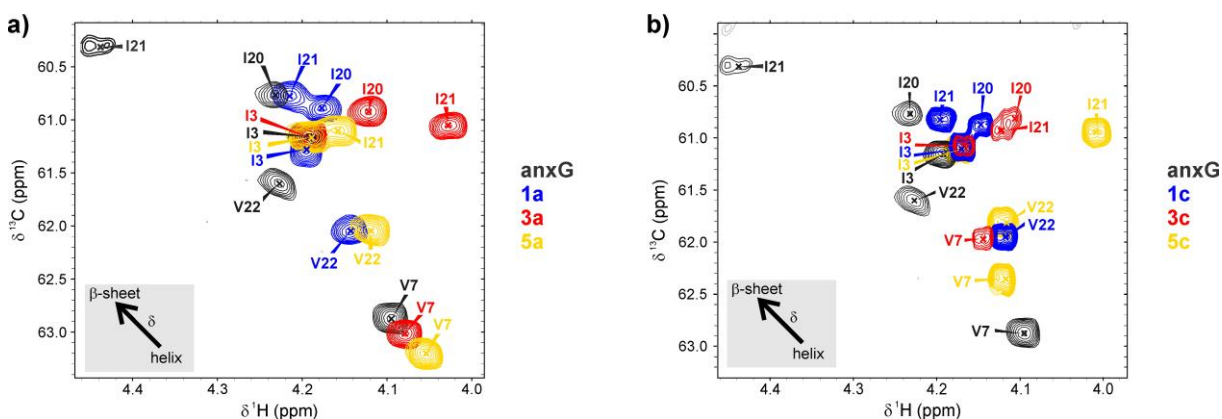 a)
I21
I20
I21
I20
I20
I21
I3
I3
I3
I3
I21
V22
V22
V22
V7
V7
V7
β-sheet
δ
helix
60.5
61.0
61.5
62.0
62.5
63.0
δ ¹³C (ppm)
4.4
4.3
4.2
4.1
4.0
δ ¹H (ppm)
anxG
1a
3a
5a
b)
I21
I20
I21
I20
I20
I21
I21
I3
I3
I3
I3
V22
V22
V22
V7
V7
V7
β-sheet
δ
helix
60.5
61.0
61.5
62.0
62.5
63.0
δ ¹³C (ppm)
4.4
4.3
4.2
4.1
4.0
δ ¹H (ppm)
anxG
1c
3c
5c